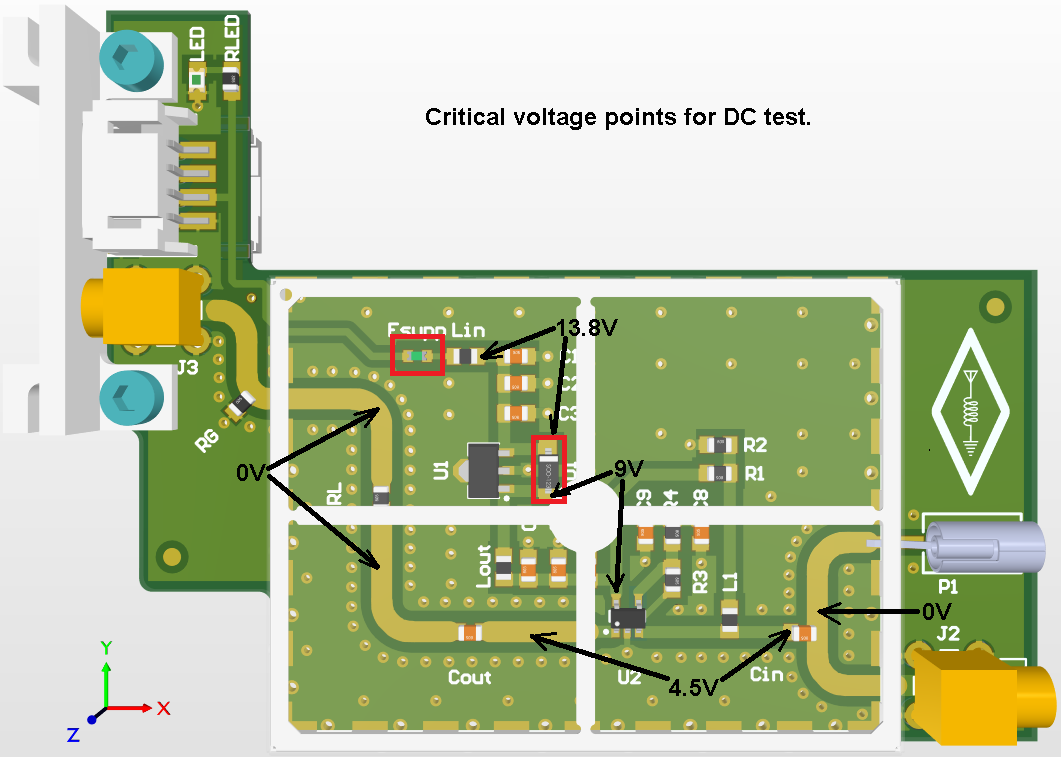 LED
RLED
Critical voltage points for DC test.
Fsupp
Lin
13.8V
C1
C2
C3
J3
RG
0V
U1
9V
R2
R1
RL
C9
R4
C8
Lout
R3
L1
P1
0V
J2
U2
Cout
Cin
4.5V
Y
X
Z